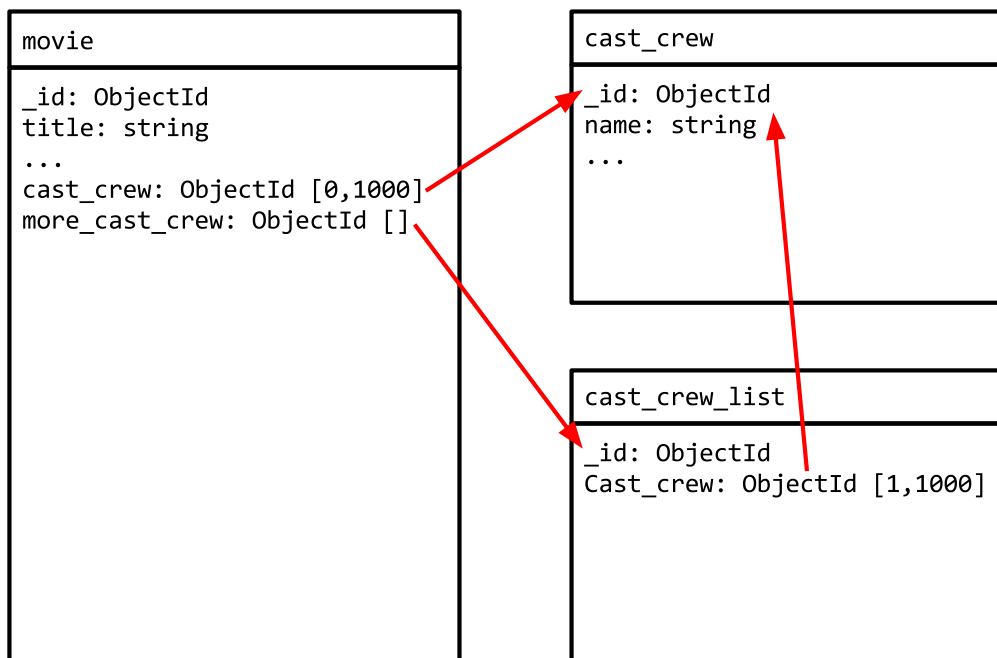 movie
_id: ObjectId
title: string
...
cast_crew: ObjectId [0,1000]
more_cast_crew: ObjectId []
cast_crew
_id: ObjectId
name: string
...
cast_crew_list
_id: ObjectId
Cast_crew: ObjectId [1,1000]